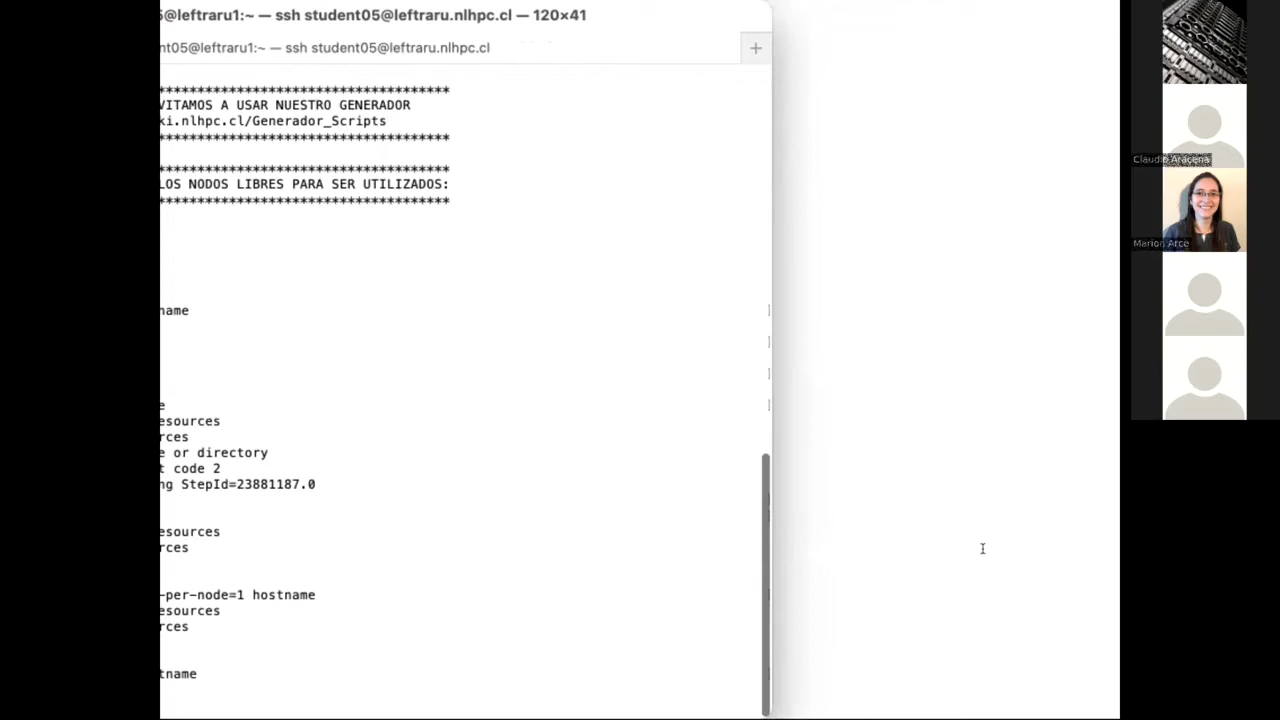 5@leftraru1:~ — ssh student05@leftraru.nlhpc.cl — 120×41
nt05@leftraru1:~ — ssh student05@leftraru.nlhpc.cl
+
*************************************
VITAMOS A USAR NUESTRO GENERADOR
ki.nlhpc.cl/Generador_Scripts
*************************************
*************************************
LOS NODOS LIBRES PARA SER UTILIZADOS:
*************************************
name
e
esources
rces
e or directory
t code 2
ng StepId=23881187.0
esources
rces
-per-node=1 hostname
esources
rces
tname
Claudio Aracena
Marion Arce